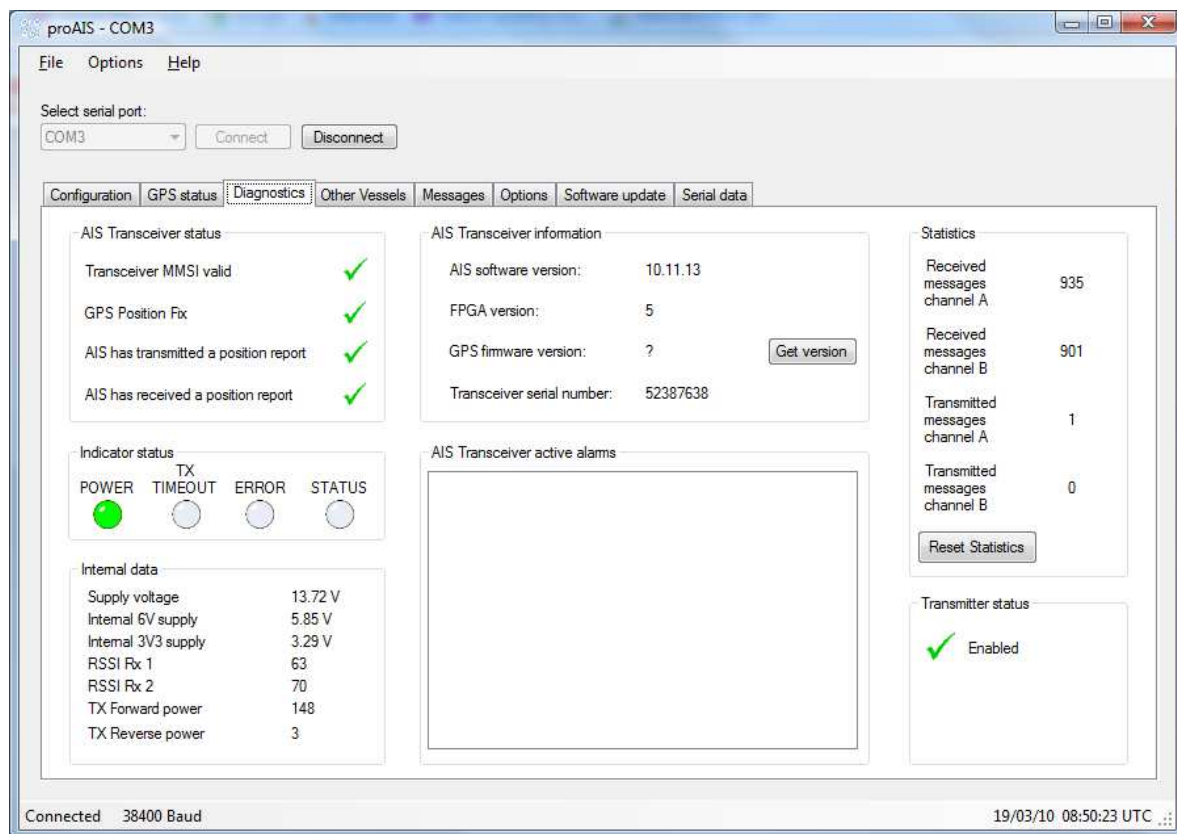 proAIS - COM3
File Options Help
Select serial port:
COM3 Connect Disconnect
Configuration GPS status Diagnostics Other Vessels Messages Options Software update Serial data
AIS Transceiver status
Transceiver MMSI valid
GPS Position Fix
AIS has transmitted a position report
AIS has received a position report
Indicator status
POWER TX TIMEOUT ERROR STATUS
Internal data
Supply voltage 13.72 V
Internal 6V supply 5.85 V
Internal 3V3 supply 3.29 V
RSSI Rx 1 63
RSSI Rx 2 70
TX Forward power 148
TX Reverse power 3
AIS Transceiver information
AIS software version: 10.11.13
FPGA version: 5
GPS firmware version: ? Get version
Transceiver serial number: 52387638
AIS Transceiver active alarms
Statistics
Received
messages
channel A
935
Received
messages
channel B
901
Transmitted
messages
channel A
1
Transmitted
messages
channel B
0
Reset Statistics
Transmitter status
Enabled
Connected 38400 Baud 19/03/10 08:50:23 UTC